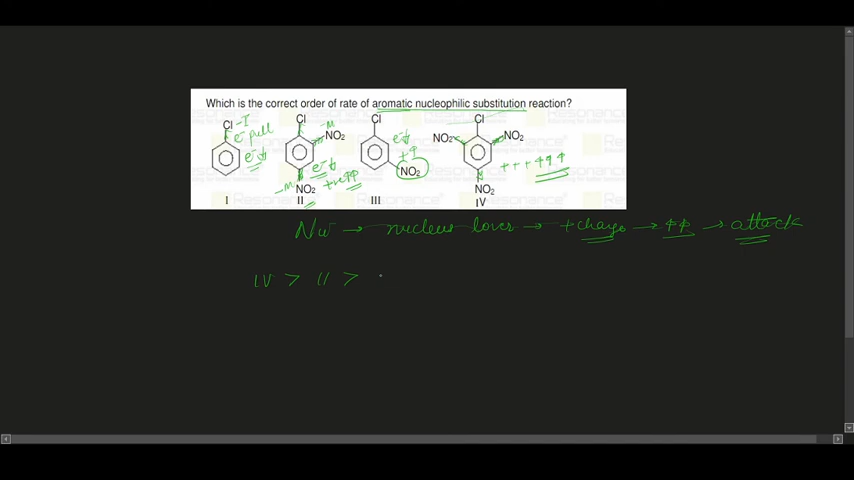 Which is the correct order of rate of aromatic nucleophilic substitution reaction?
Cl -I
e⁻ pull
e⁻↓
I
Cl -M
NO₂
e⁻↓
-M NO₂ +ve↑↑
II
Cl
e⁻↓
+↑
NO₂
III
Cl
NO₂ NO₂
+++↑↑↑
NO₂
IV
Nu → nucleus lover → +charge → ↑↑ → attack
IV > II >